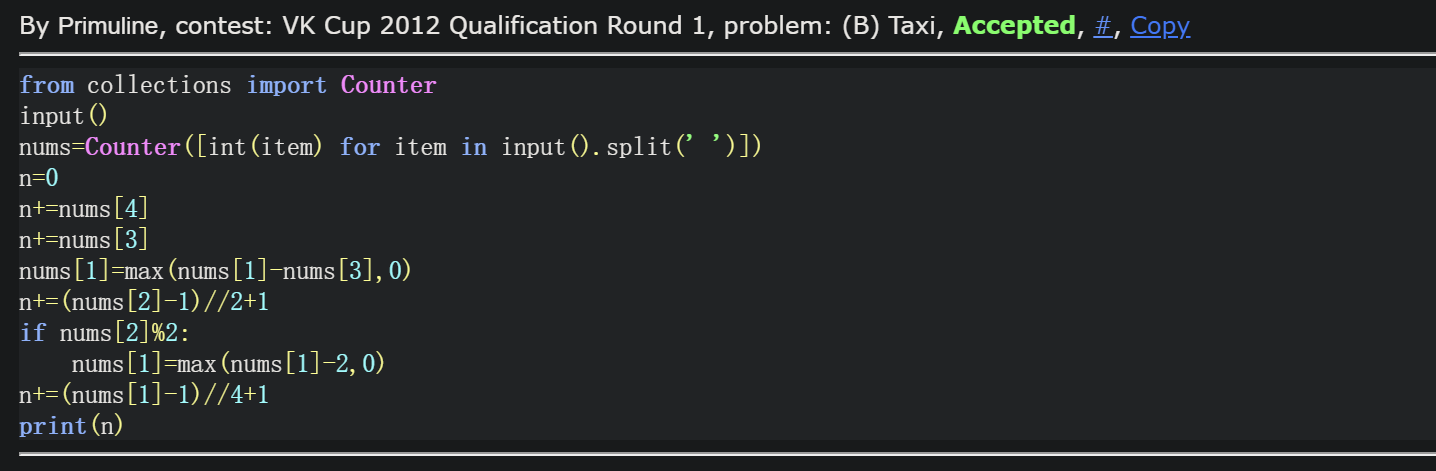 By Primuline, contest: VK Cup 2012 Qualification Round 1, problem: (B) Taxi, Accepted, #, Copy
from collections import Counter
input()
nums=Counter([int(item) for item in input().split(' ')])
n=0
n+=nums[4]
n+=nums[3]
nums[1]=max(nums[1]-nums[3],0)
n+=(nums[2]-1)//2+1
if nums[2]%2:
    nums[1]=max(nums[1]-2,0)
n+=(nums[1]-1)//4+1
print(n)